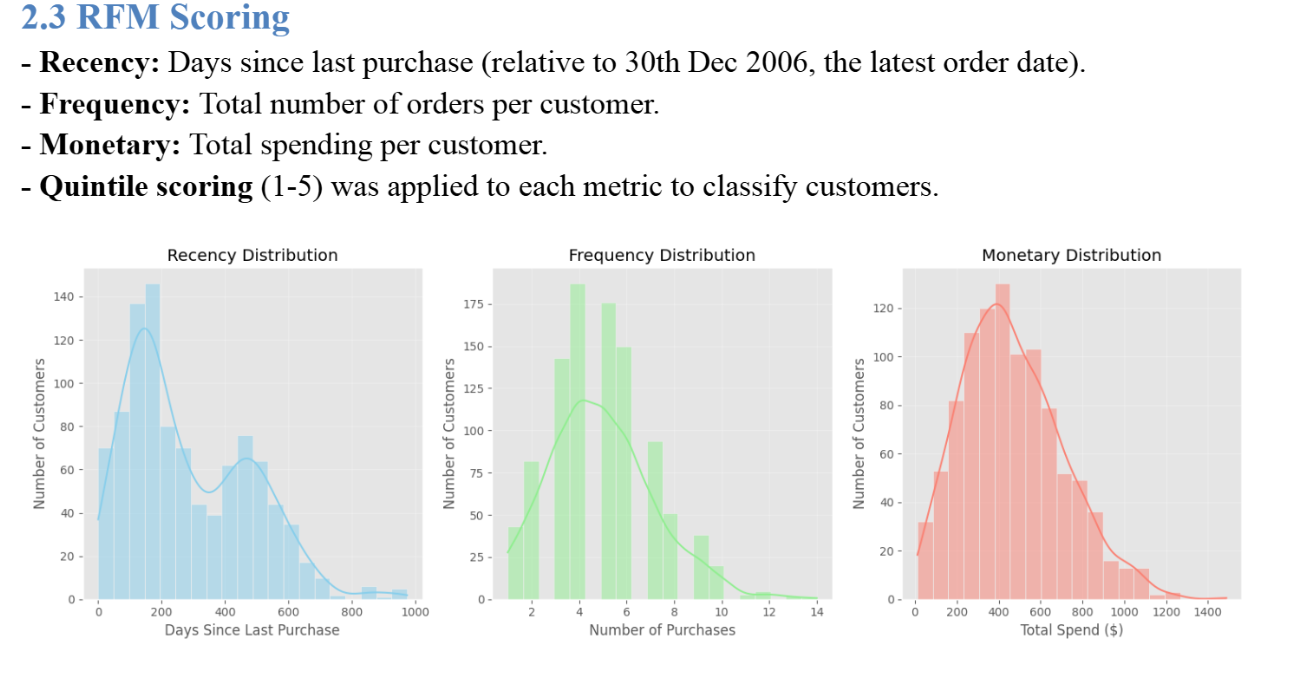 2.3 RFM Scoring
- Recency: Days since last purchase (relative to 30th Dec 2006, the latest order date).
- Frequency: Total number of orders per customer.
- Monetary: Total spending per customer.
- Quintile scoring (1-5) was applied to each metric to classify customers.
Recency Distribution
Number of Customers
140
120
100
80
60
40
20
0
0 200 400 600 800 1000
Days Since Last Purchase
Frequency Distribution
Number of Customers
175
150
125
100
75
50
25
0
2 4 6 8 10 12 14
Number of Purchases
Monetary Distribution
Number of Customers
120
100
80
60
40
20
0
0 200 400 600 800 1000 1200 1400
Total Spend ($)